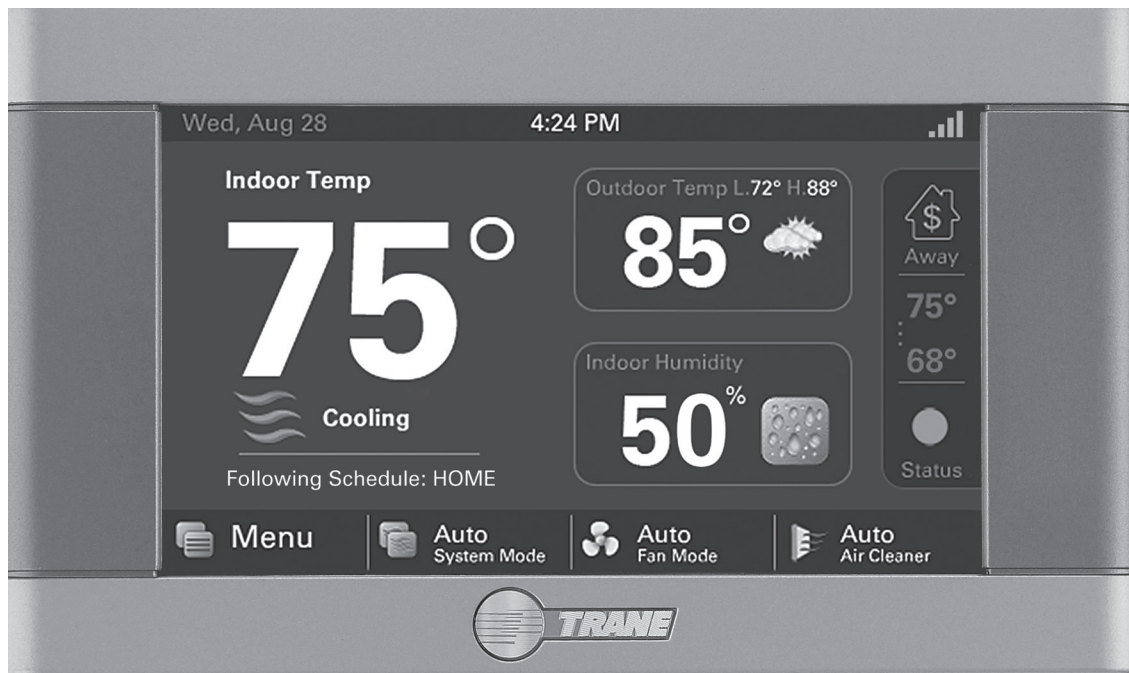 Wed, Aug 28
4:24 PM
Indoor Temp
75°
Cooling
Following Schedule: HOME
Outdoor Temp L.72° H.88°
85°
Indoor Humidity
50%
$
Away
75°
68°
Status
Menu
Auto
System Mode
Auto
Fan Mode
Auto
Air Cleaner
TRANE